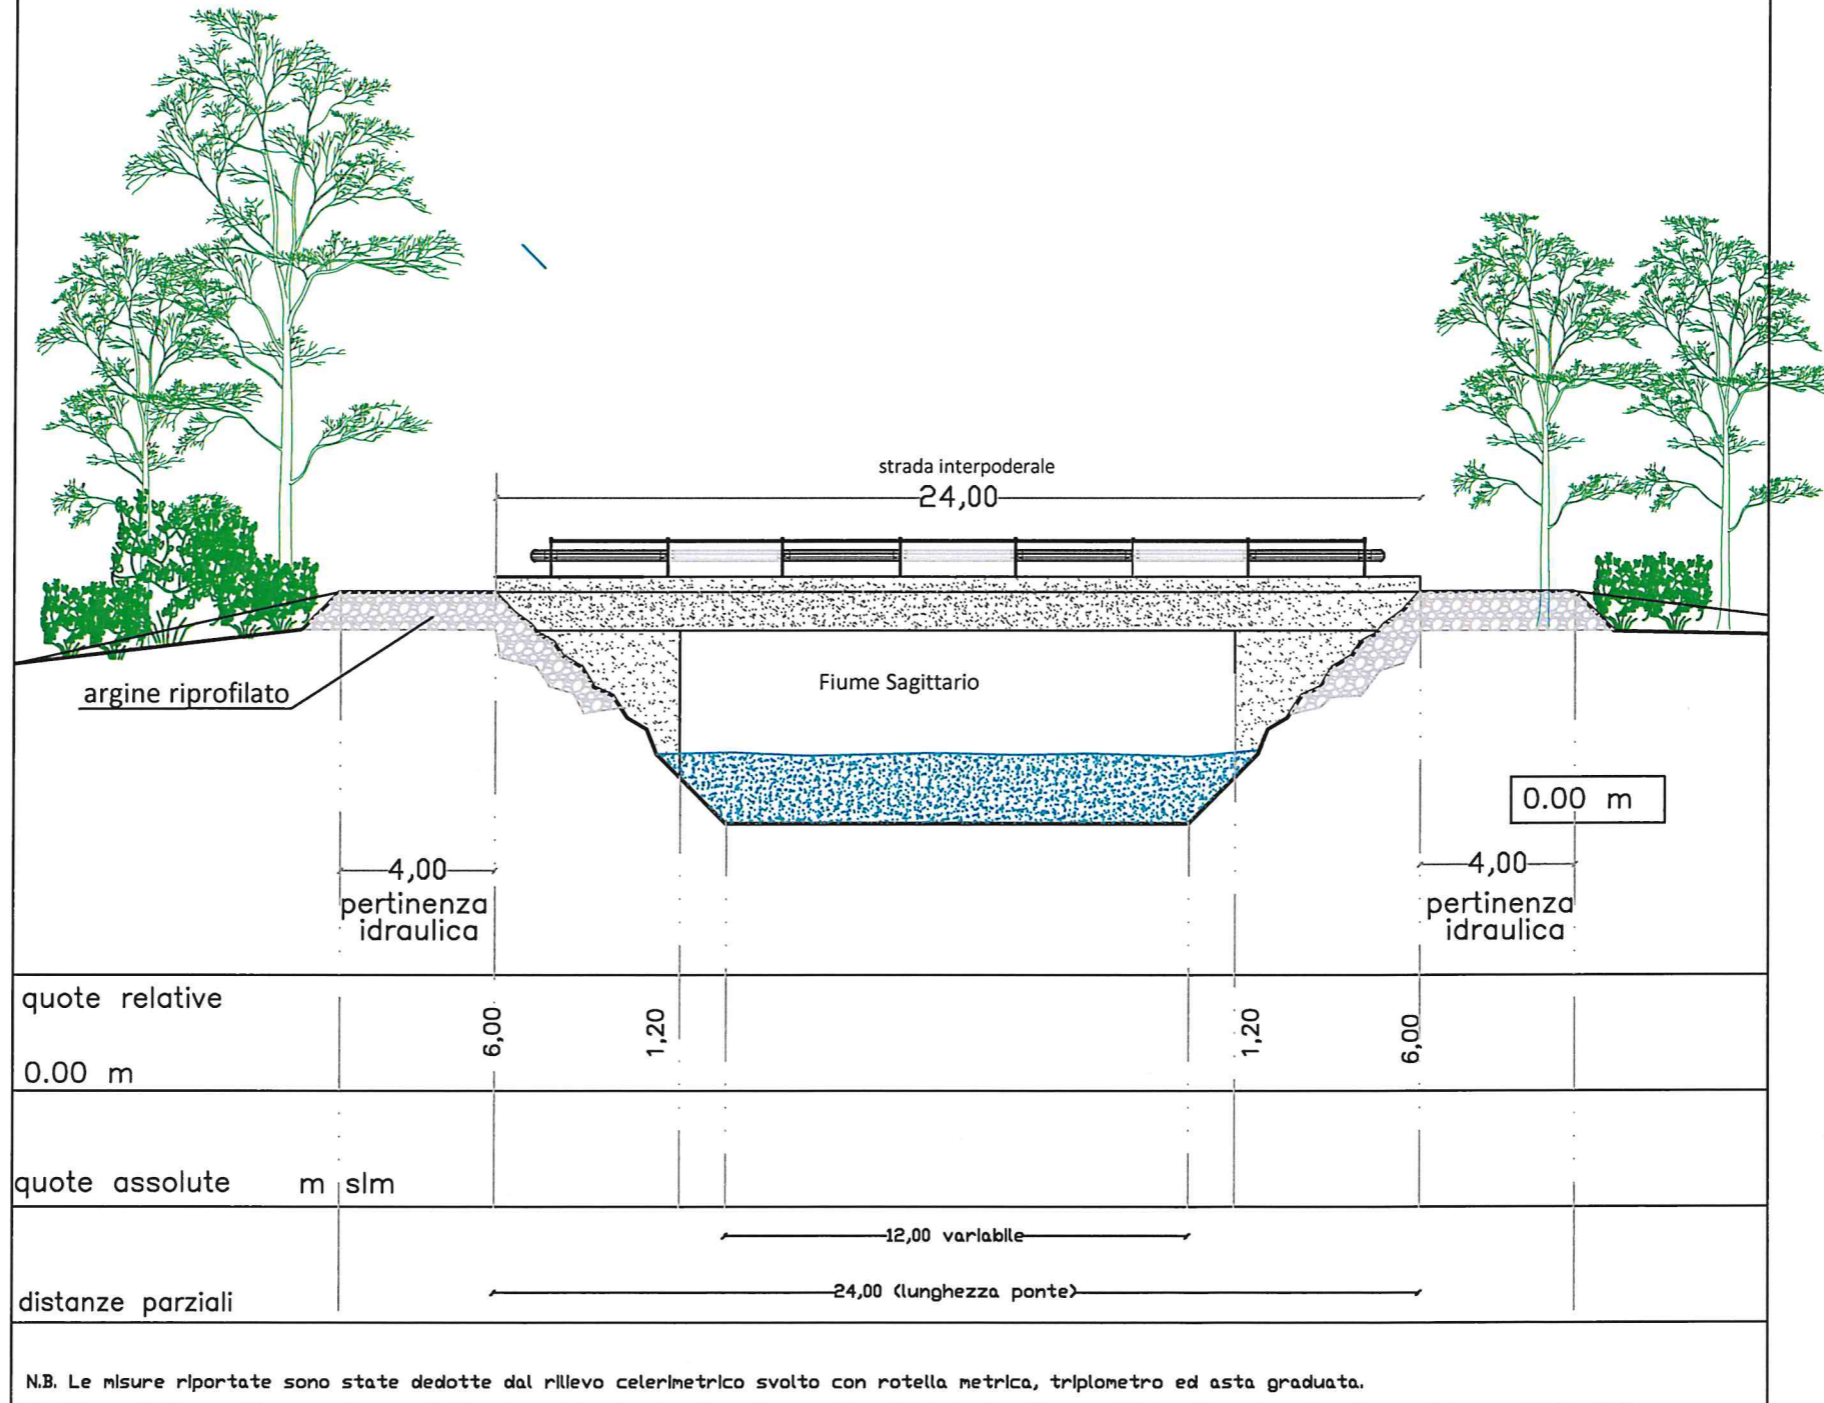 strada interpoderale
24,00
Fiume Sagittario
argine riprofilato
0.00 m
4,00
pertinenza
idraulica
4,00
pertinenza
idraulica
quote relative
6,00
1,20
1,20
6,00
0.00 m
quote assolute m slm
12,00 variabile
24,00 (lunghezza ponte)
distanze parziali
N.B. Le misure riportate sono state dedotte dal rilievo celerimetrico svolto con rotella metrica, triplometro ed asta graduata.